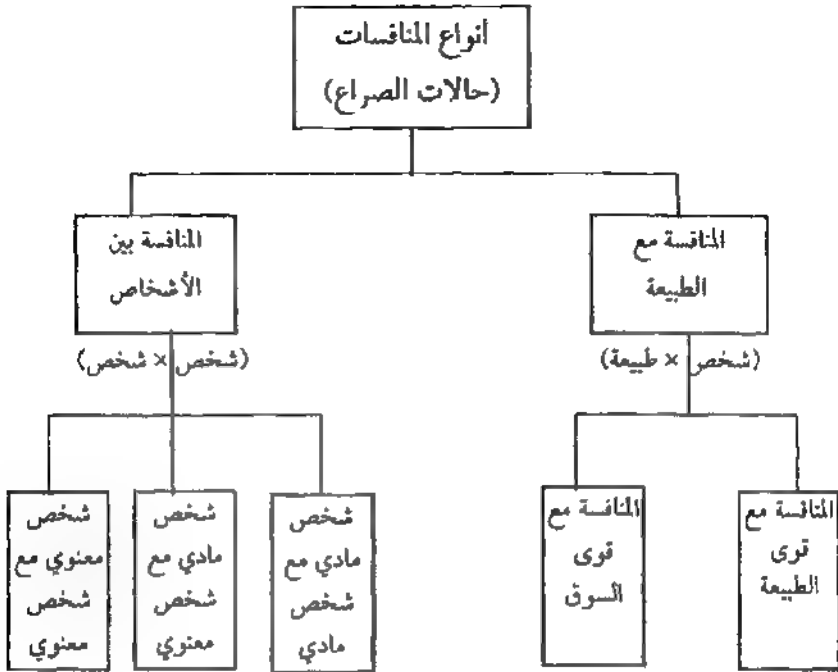 أنواع المنافسات
(حالات الصراع)
المنافسة مع
الطبيعة
(شخص × طبيعة)
المنافسة بين
الأشخاص
(شخص × شخص)
المنافسة مع
قوى
الطبيعة
المنافسة مع
قوى
السوق
شخص
مادي مع
شخص
مادي
شخص
مادي مع
شخص
معنوي
شخص
معنوي مع
شخص
معنوي